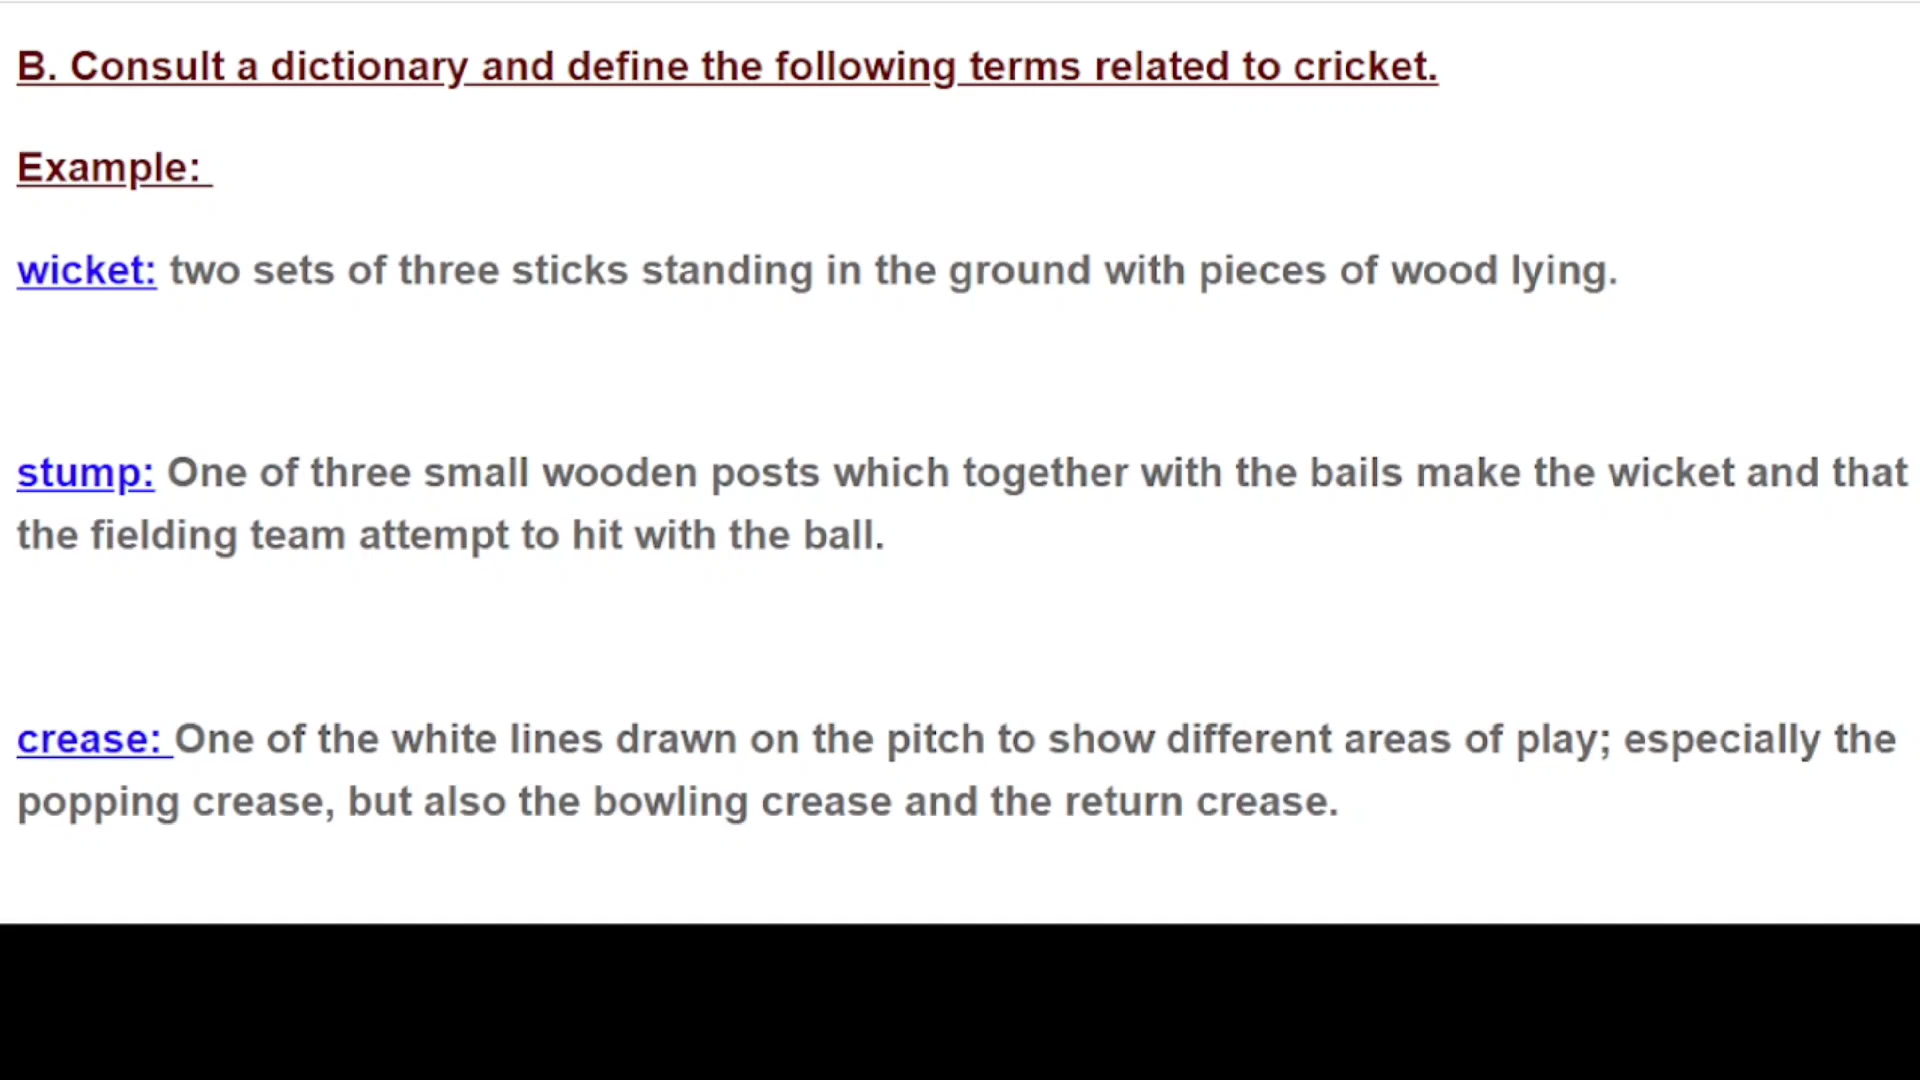 B. Consult a dictionary and define the following terms related to cricket.
Example:
wicket: two sets of three sticks standing in the ground with pieces of wood lying.
stump: One of three small wooden posts which together with the bails make the wicket and that
the fielding team attempt to hit with the ball.
crease: One of the white lines drawn on the pitch to show different areas of play; especially the
popping crease, but also the bowling crease and the return crease.